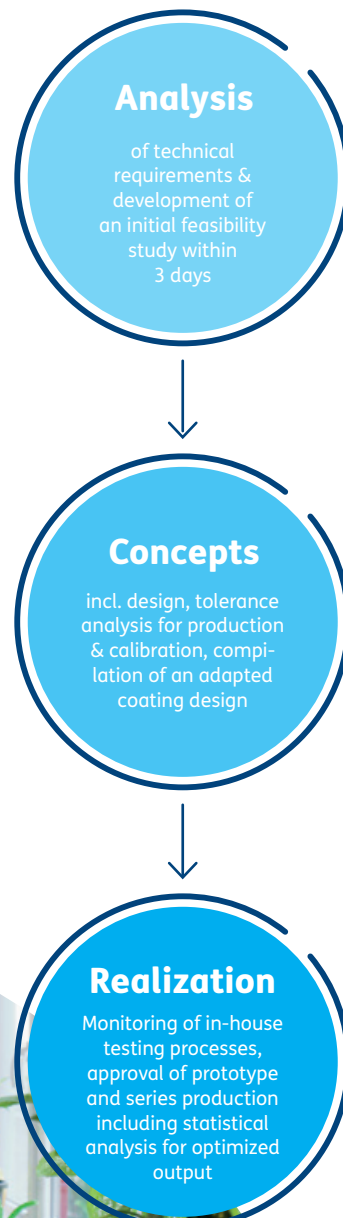 Analysis
of technical
requirements &
development of
an initial feasibility
study within
3 days
Concepts
incl. design, tolerance
analysis for production
& calibration, compi-
lation of an adapted
coating design
Realization
Monitoring of in-house
testing processes,
approval of prototype
and series production
including statistical
analysis for optimized
output